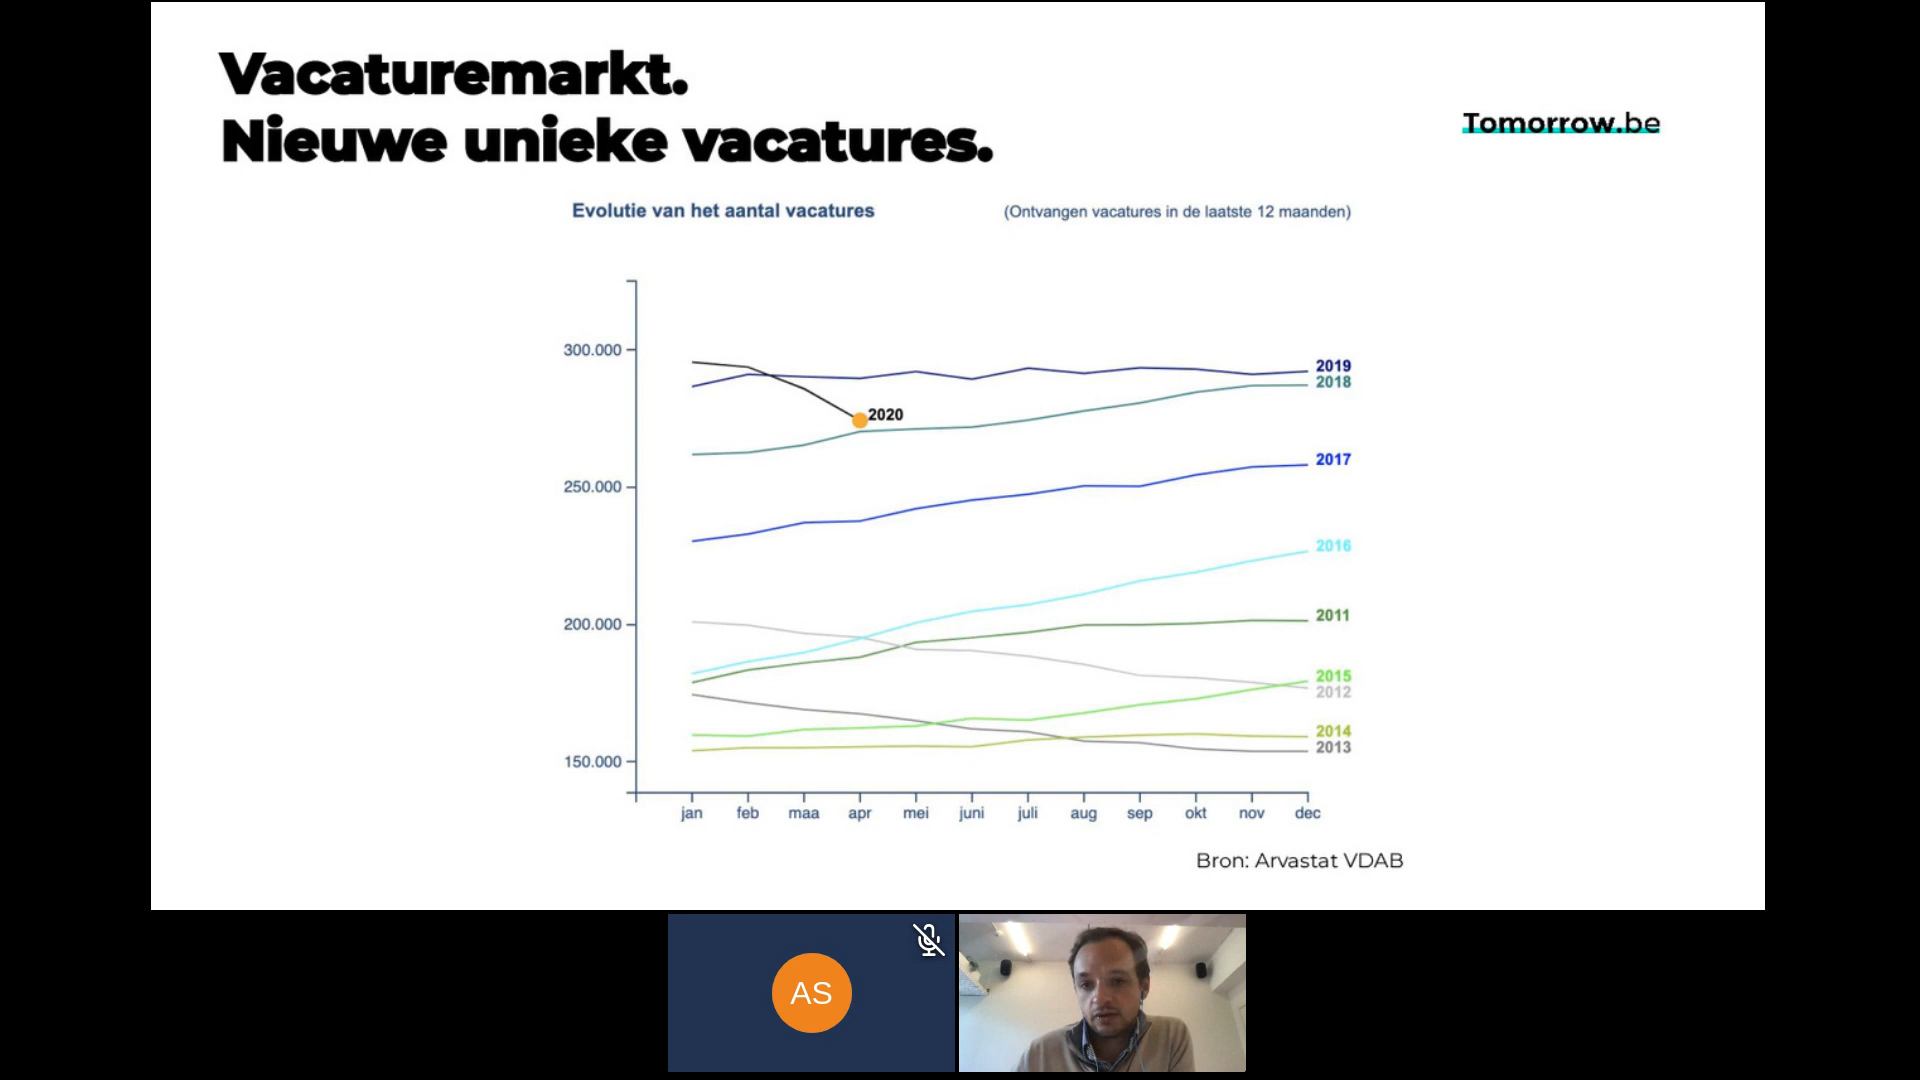 Vacaturemarkt.
Nieuwe unieke vacatures.
Tomorrow.be
Evolutie van het aantal vacatures
(Ontvangen vacatures in de laatste 12 maanden)
300.000
250.000
200.000
150.000
2019
2018
2020
2017
2016
2011
2015
2012
2014
2013
jan feb maa apr mei juni juli aug sep okt nov dec
Bron: Arvastat VDAB
AS